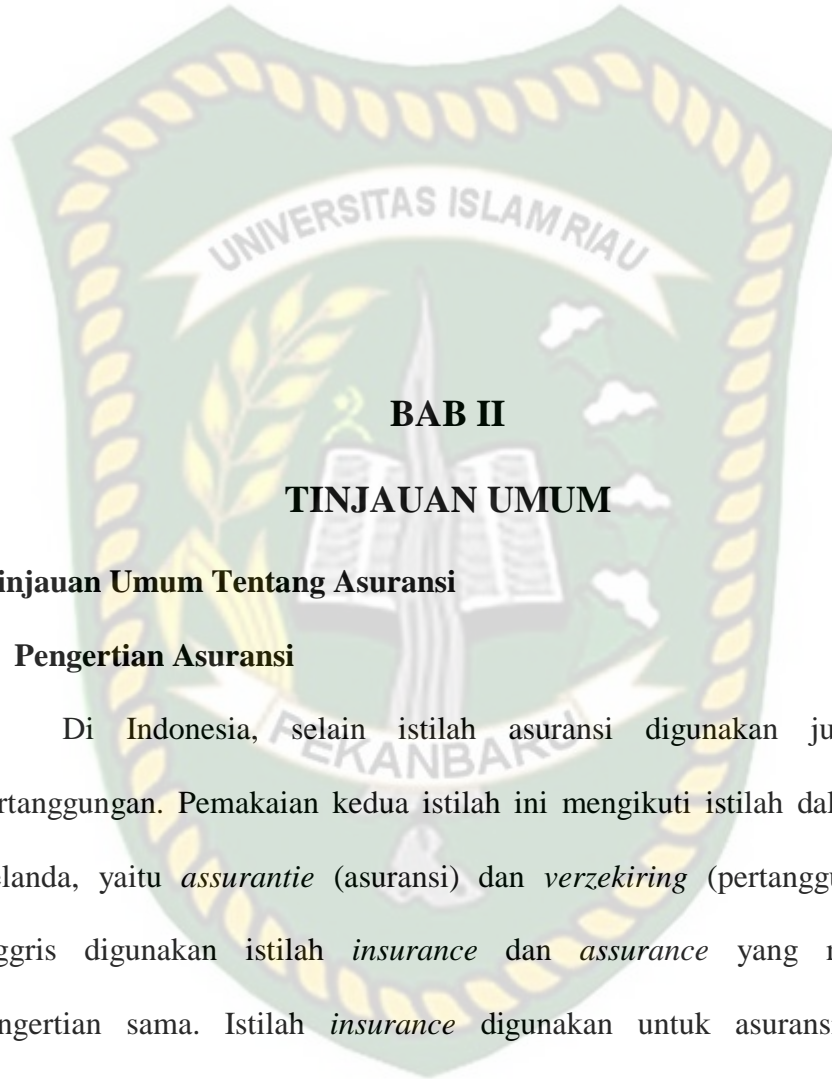 UNIVERSITAS ISLAM RIAU
BAB II
TINJAUAN UMUM
injauan Umum Tentang Asuransi
Pengertian Asuransi
Di Indonesia, selain istilah asuransi digunakan ju
rtanggungan. Pemakaian kedua istilah ini mengikuti istilah dal
elanda, yaitu assurantie (asuransi) dan verzekiring (pertanggu
PEKANBARU
ggris digunakan istilah insurance dan assurance yang
ngertian sama. Istilah insurance digunakan untuk asuransi